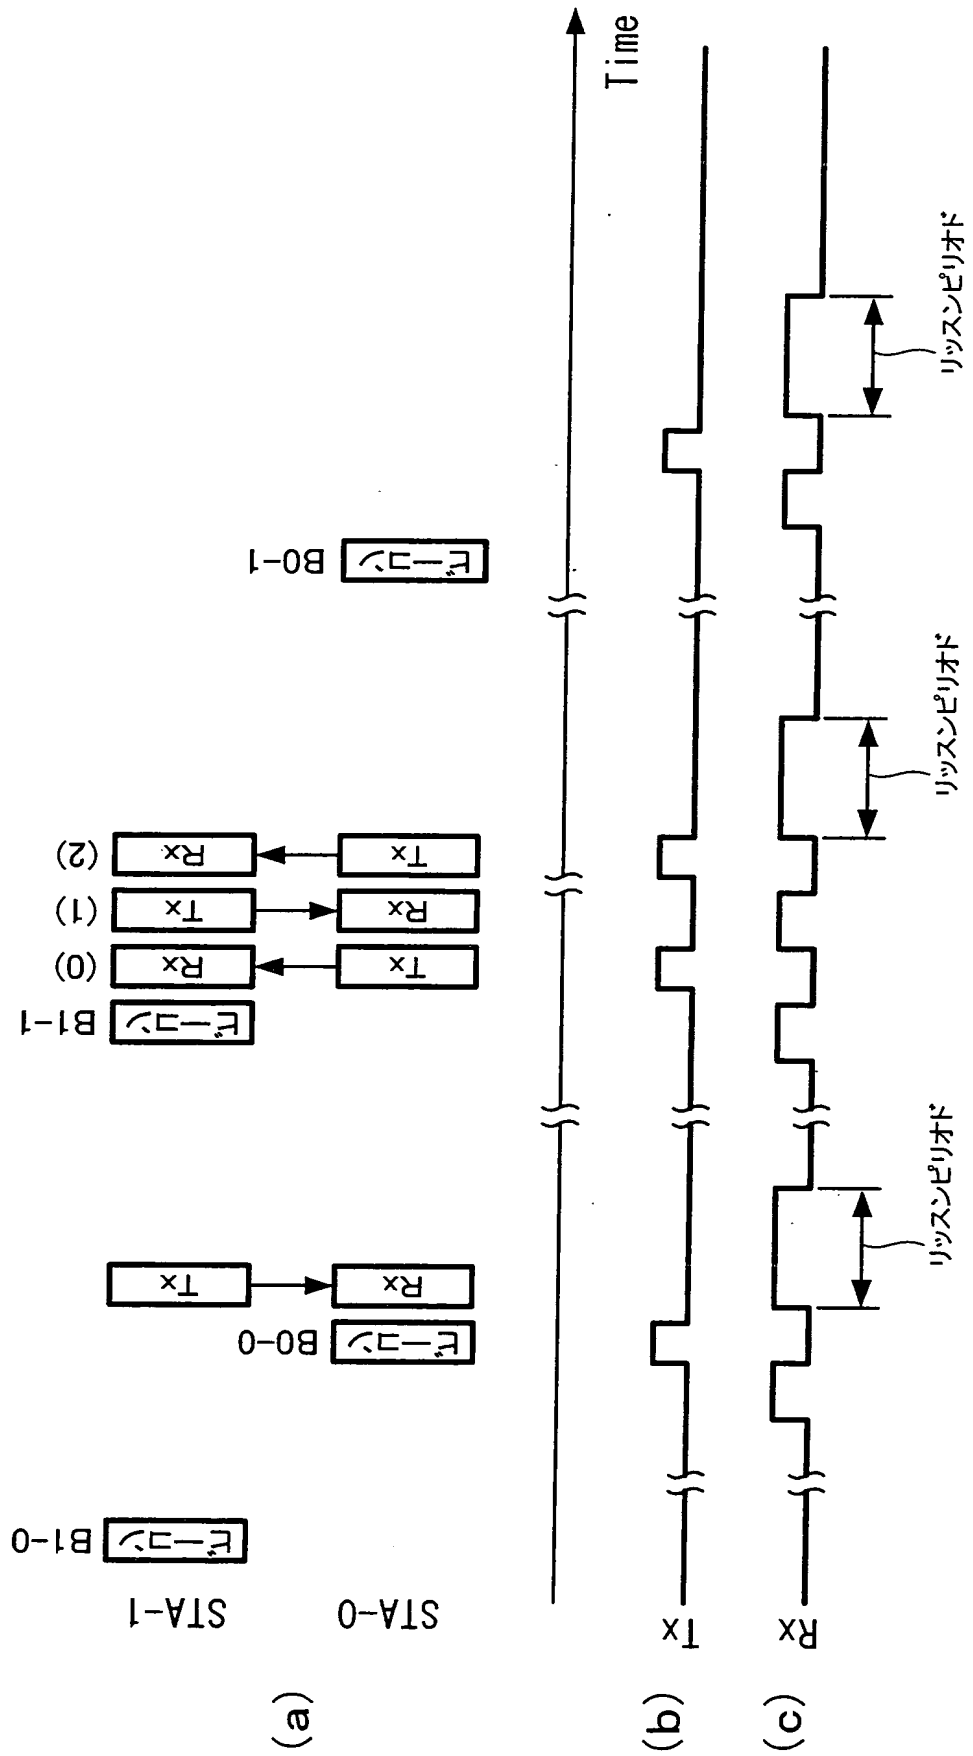 (a)
STA-1
STA-0
B1-0
ビーコン
B0-0
ビーコン
Tx
Rx
B1-1
ビーコン
(0)
Rx
Tx
(1)
Tx
Rx
(2)
Rx
Tx
B0-1
ビーコン
Time
(b)
Tx
(c)
Rx
リッスンピリオド
リッスンピリオド
リッスンピリオド